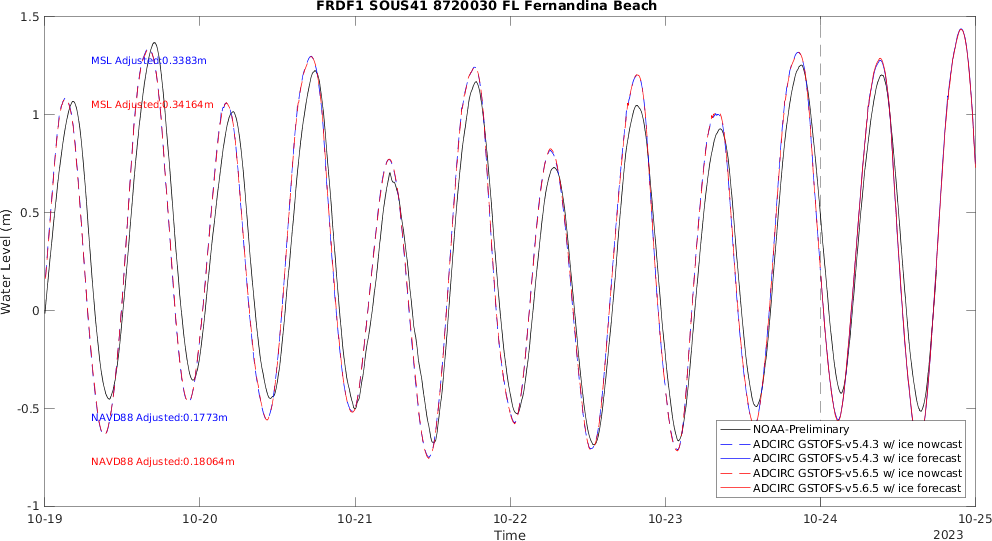 FRDF1 SOUS41 8720030 FL Fernandina Beach
1.5
MSL Adjusted:0.3383m
MSL Adjusted:0.34164m
1
0.5
Water Level (m)
0
-0.5
NAVD88 Adjusted:0.1773m
NAVD88 Adjusted:0.18064m
NOAA-Preliminary
ADCIRC GSTOFS-v5.4.3 w/ ice nowcast
ADCIRC GSTOFS-v5.4.3 w/ ice forecast
ADCIRC GSTOFS-v5.6.5 w/ ice nowcast
ADCIRC GSTOFS-v5.6.5 w/ ice forecast
-1
10-19 10-20 10-21 10-22 10-23 10-24 10-25
Time
2023